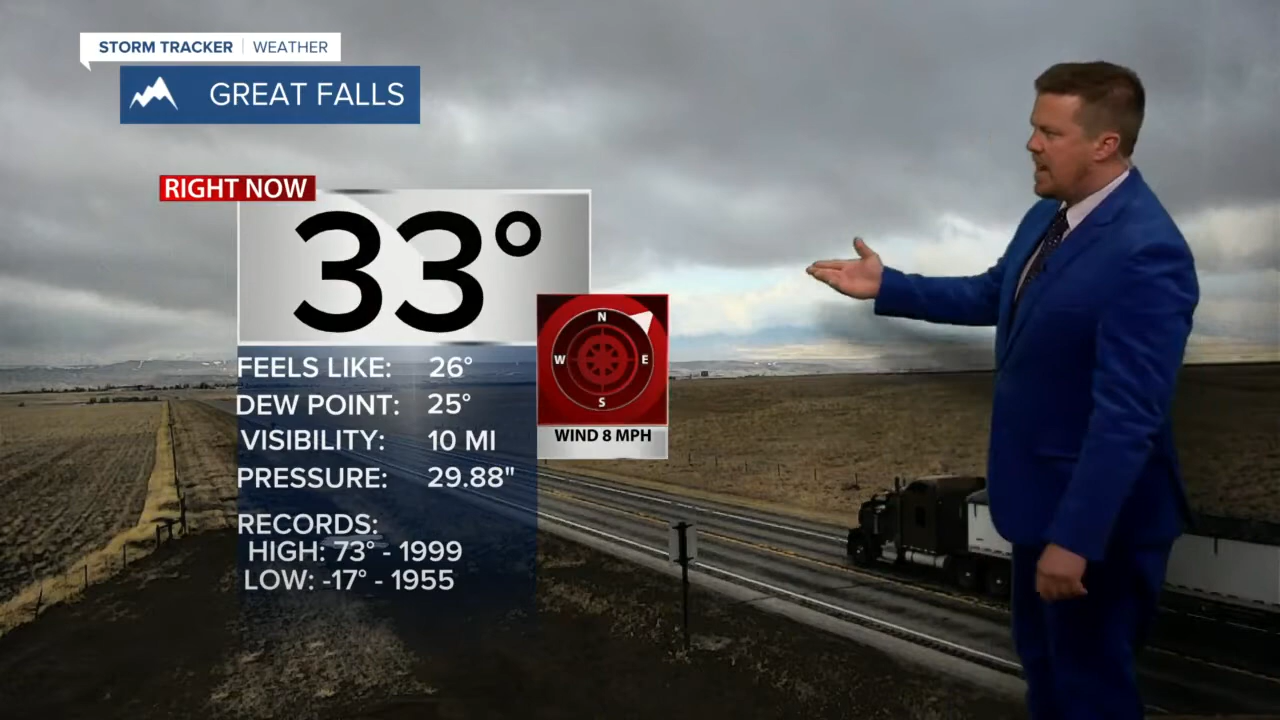 STORM TRACKER | WEATHER
GREAT FALLS
RIGHT NOW
33°
N
W E
S
WIND 8 MPH
FEELS LIKE: 26°
DEW POINT: 25°
VISIBILITY: 10 MI
PRESSURE: 29.88"
RECORDS:
HIGH: 73° - 1999
LOW: -17° - 1955